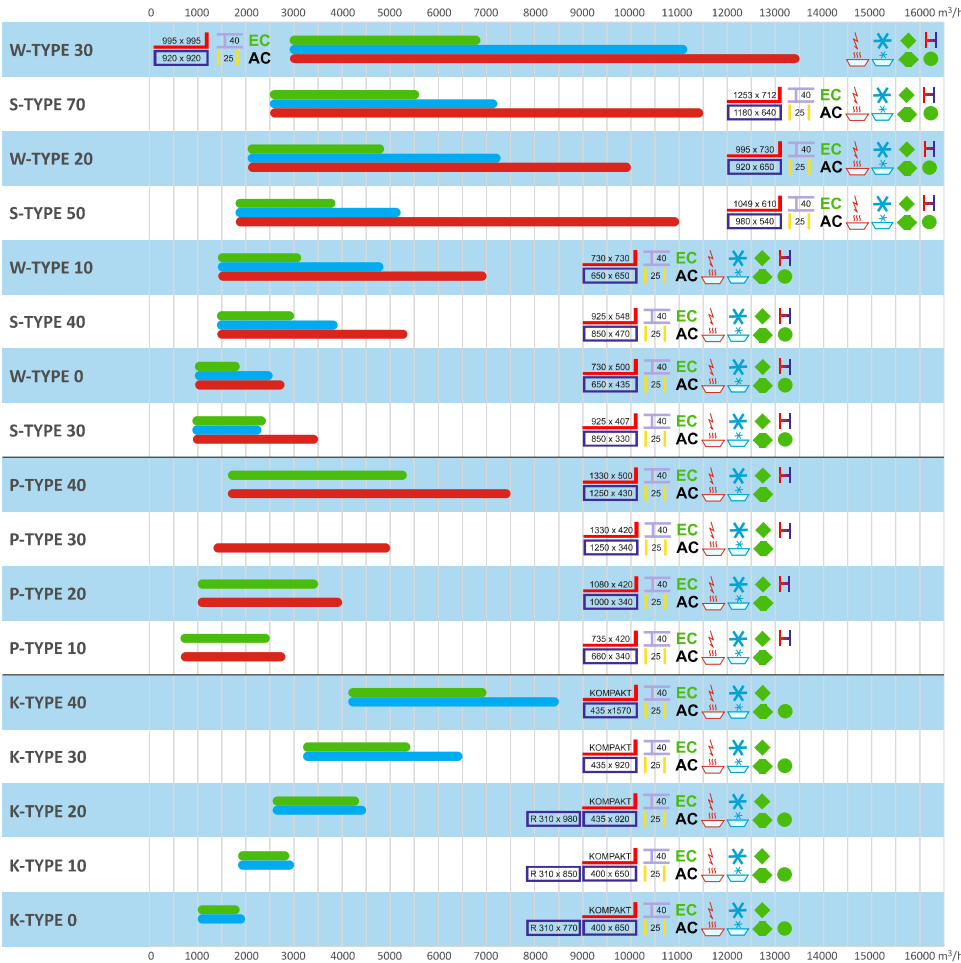 0 1000 2000 3000 4000 5000 6000 7000 8000 9000 10000 11000 12000 13000 14000 15000 16000 m³/h
W-TYPE 30 995 x 995 40 EC
920 x 920 25 AC
S-TYPE 70 1253 x 712 40 EC
1180 x 640 25 AC
W-TYPE 20 995 x 730 40 EC
920 x 650 25 AC
S-TYPE 50 1049 x 610 40 EC
980 x 540 25 AC
W-TYPE 10 730 x 730 40 EC
650 x 650 25 AC
S-TYPE 40 925 x 548 40 EC
850 x 470 25 AC
W-TYPE 0 730 x 500 40 EC
650 x 435 25 AC
S-TYPE 30 925 x 407 40 EC
850 x 330 25 AC
P-TYPE 40 1330 x 500 40 EC
1250 x 430 25 AC
P-TYPE 30 1330 x 420 40 EC
1250 x 340 25 AC
P-TYPE 20 1080 x 420 40 EC
1000 x 340 25 AC
P-TYPE 10 735 x 420 40 EC
660 x 340 25 AC
K-TYPE 40 KOMPAKT 40 EC
435 x1570 25 AC
K-TYPE 30 KOMPAKT 40 EC
435 x 920 25 AC
K-TYPE 20 KOMPAKT 40 EC
R 310 x 980 435 x 920 25 AC
K-TYPE 10 KOMPAKT 40 EC
R 310 x 850 400 x 650 25 AC
K-TYPE 0 KOMPAKT 40 EC
R 310 x 770 400 x 650 25 AC
0 1000 2000 3000 4000 5000 6000 7000 8000 9000 10000 11000 12000 13000 14000 15000 16000 m³/h